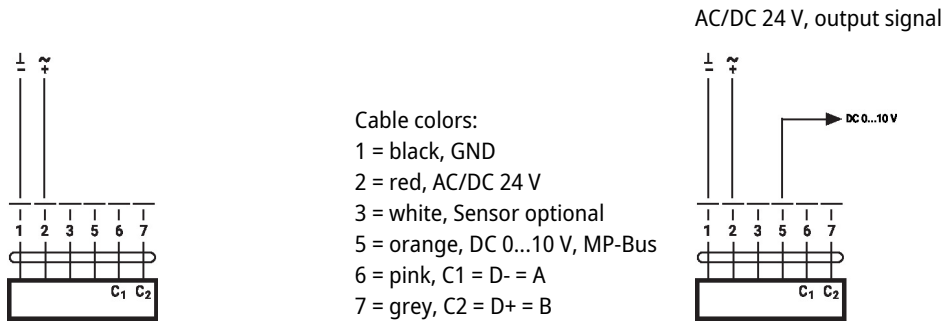 AC/DC 24 V, output signal
⊥ ~
− +
1 2 3 5 6 7
C1 C2
Cable colors:
1 = black, GND
2 = red, AC/DC 24 V
3 = white, Sensor optional
5 = orange, DC 0...10 V, MP-Bus
6 = pink, C1 = D- = A
7 = grey, C2 = D+ = B
⊥ ~
− +
DC 0...10 V
1 2 3 5 6 7
C1 C2